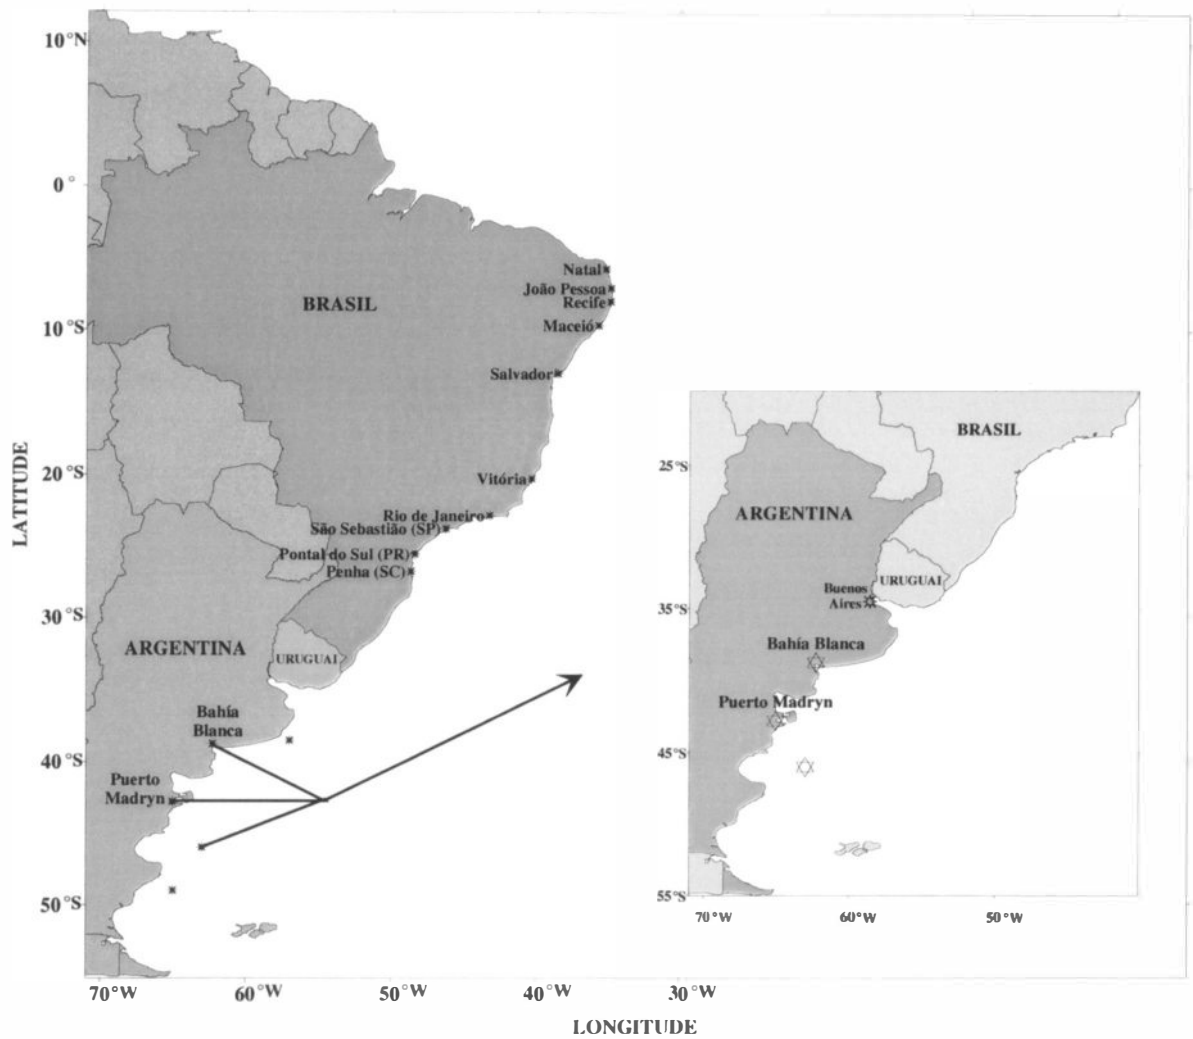 10°N
0°
10°S
20°S
30°S
40°S
50°S
LATITUDE
BRASIL
Natal
João Pessoa
Recife
Maceió
Salvador
Vitória
Rio de Janeiro
São Sebastião (SP)
Pontal do Sul (PR)
Penha (SC)
ARGENTINA
URUGUAI
Bahía
Blanca
Puerto
Madryn
70°W
60°W
50°W
40°W
30°W
LONGITUDE
BRASIL
25°S
ARGENTINA
URUGUAI
Buenos
Aires
35°S
Bahía Blanca
Puerto Madryn
45°S
55°S
70°W
60°W
50°W